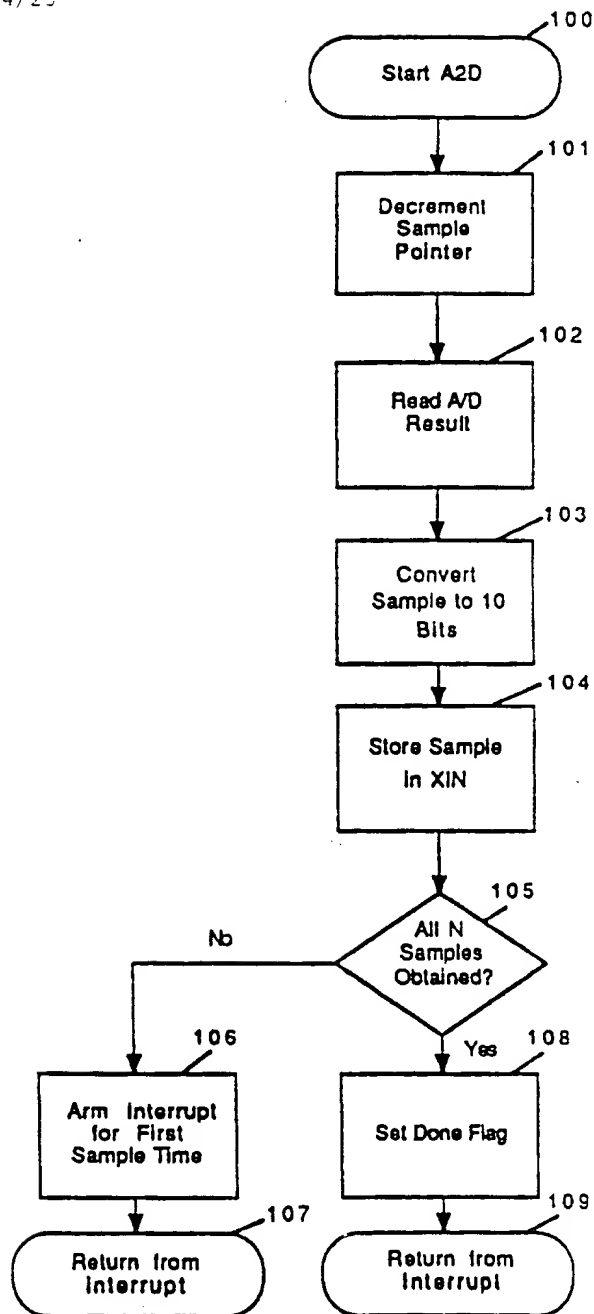 4/25
100
Start A2D
101
Decrement
Sample
Pointer
102
Read A/D
Result
103
Convert
Sample to 10
Bits
104
Store Sample
in XIN
105
All N
Samples
Obtained?
No
Yes
106
Arm Interrupt
for First
Sample Time
108
Set Done Flag
107
Return from
Interrupt
109
Return from
Interrupt